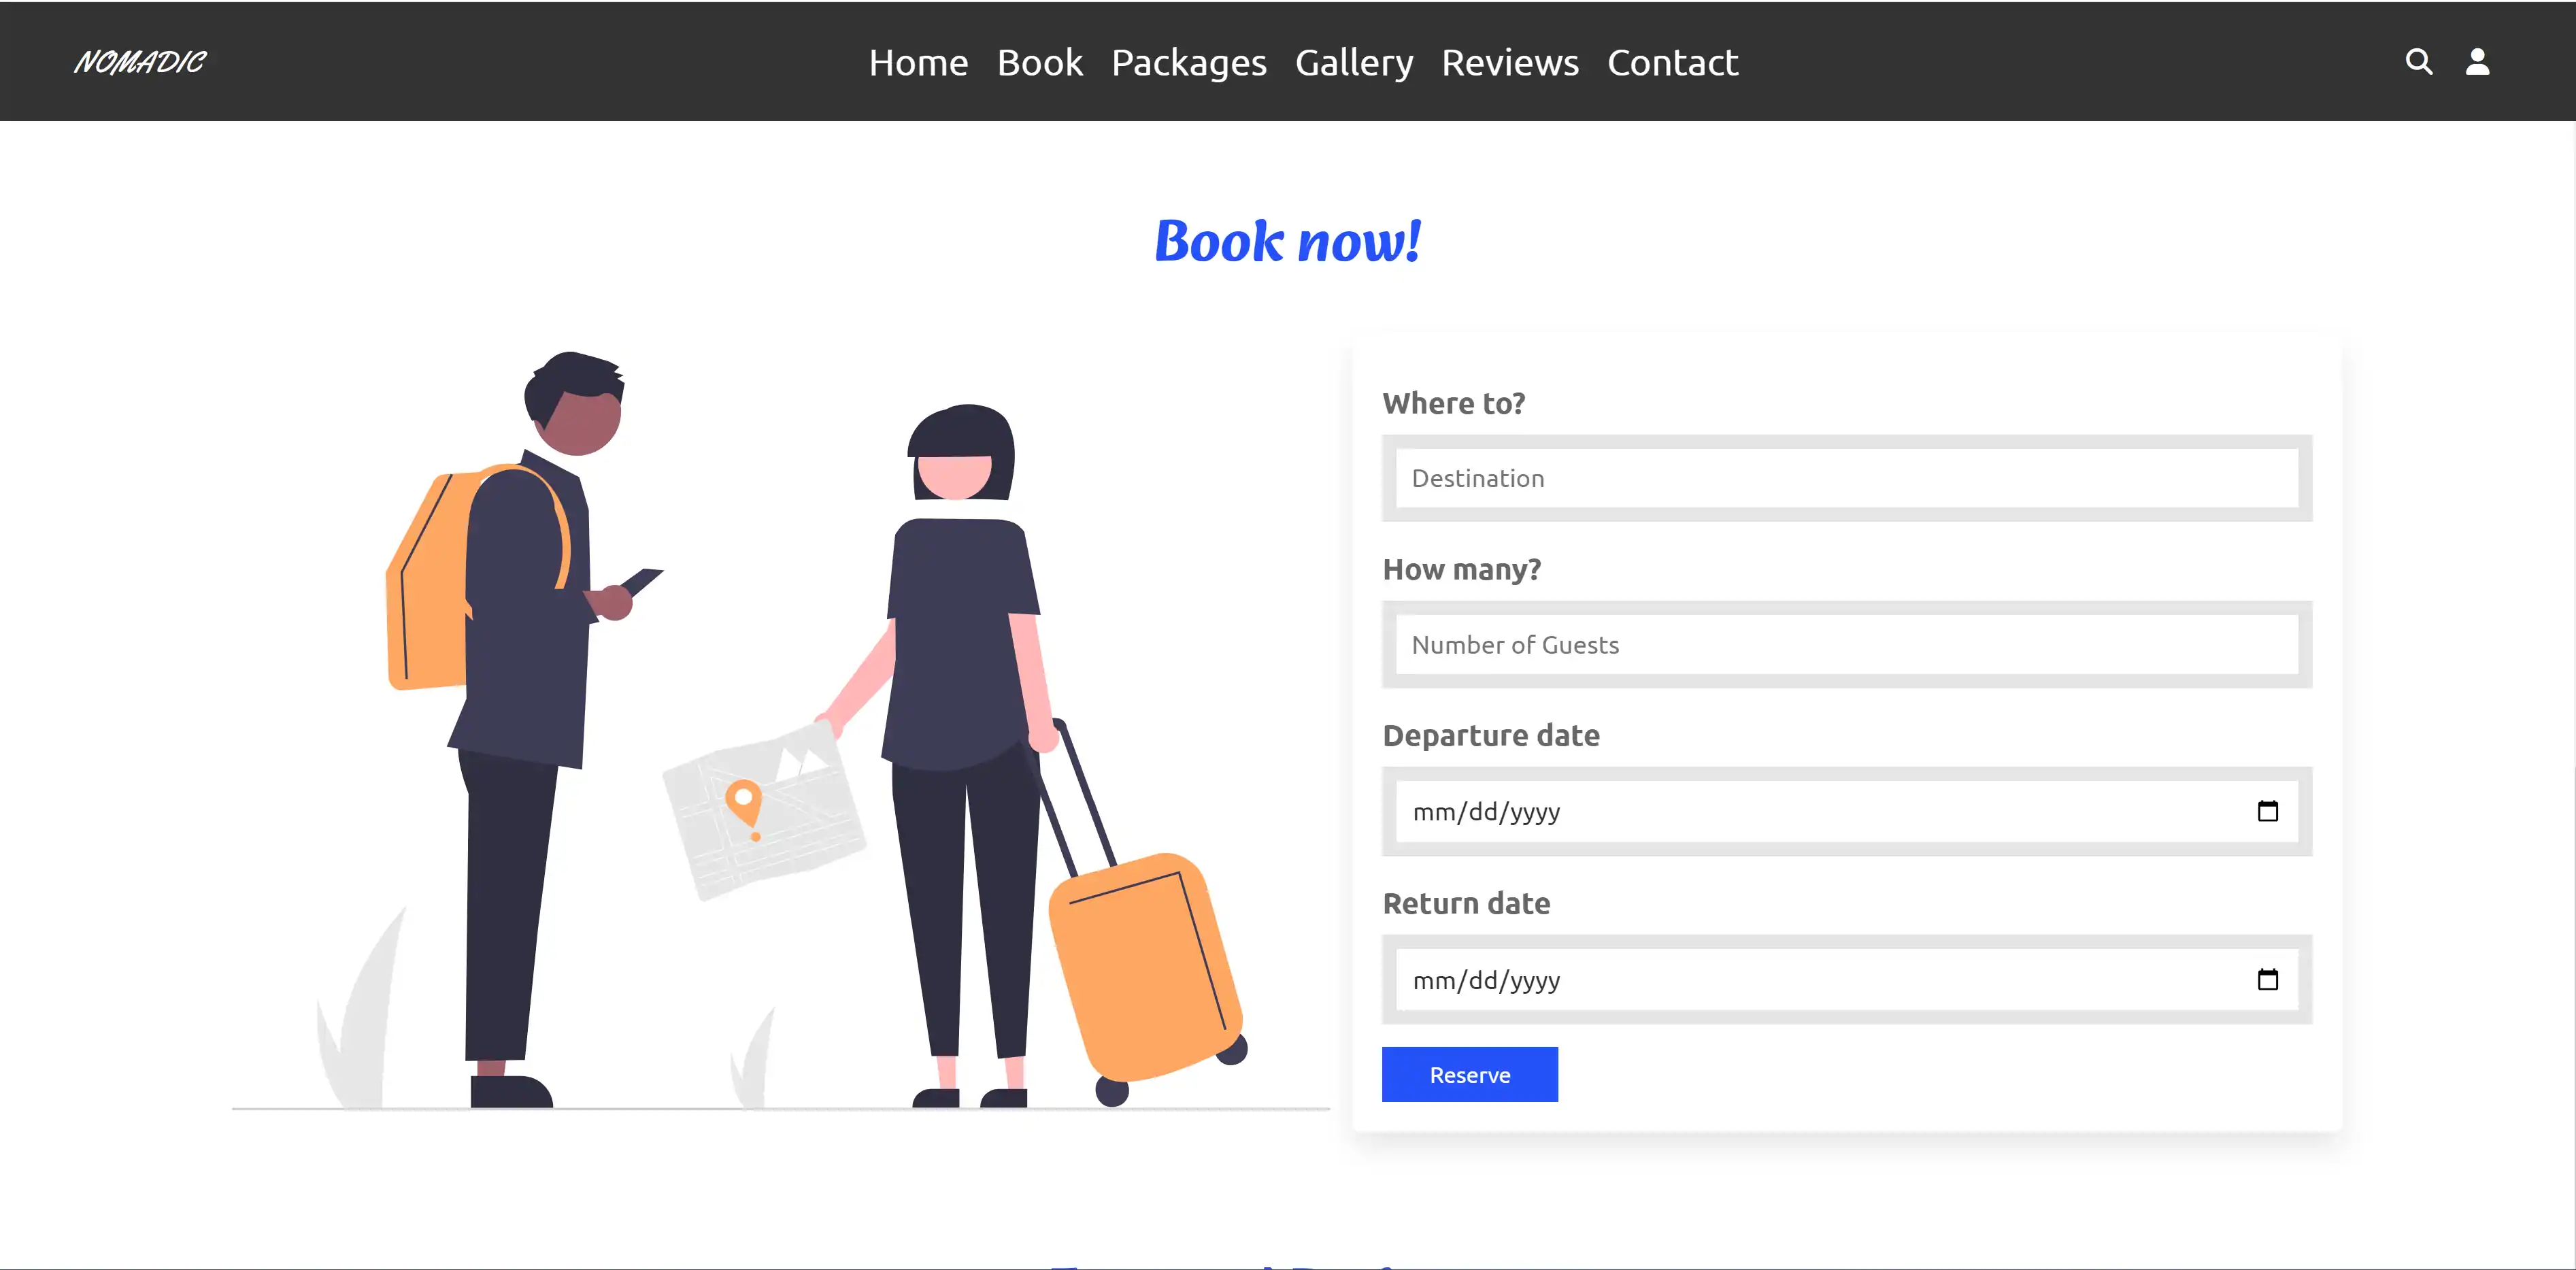 NOMADIC
Home Book Packages Gallery Reviews Contact
Book now!
Where to?
Destination
How many?
Number of Guests
Departure date
mm/dd/yyyy
Return date
mm/dd/yyyy
Reserve